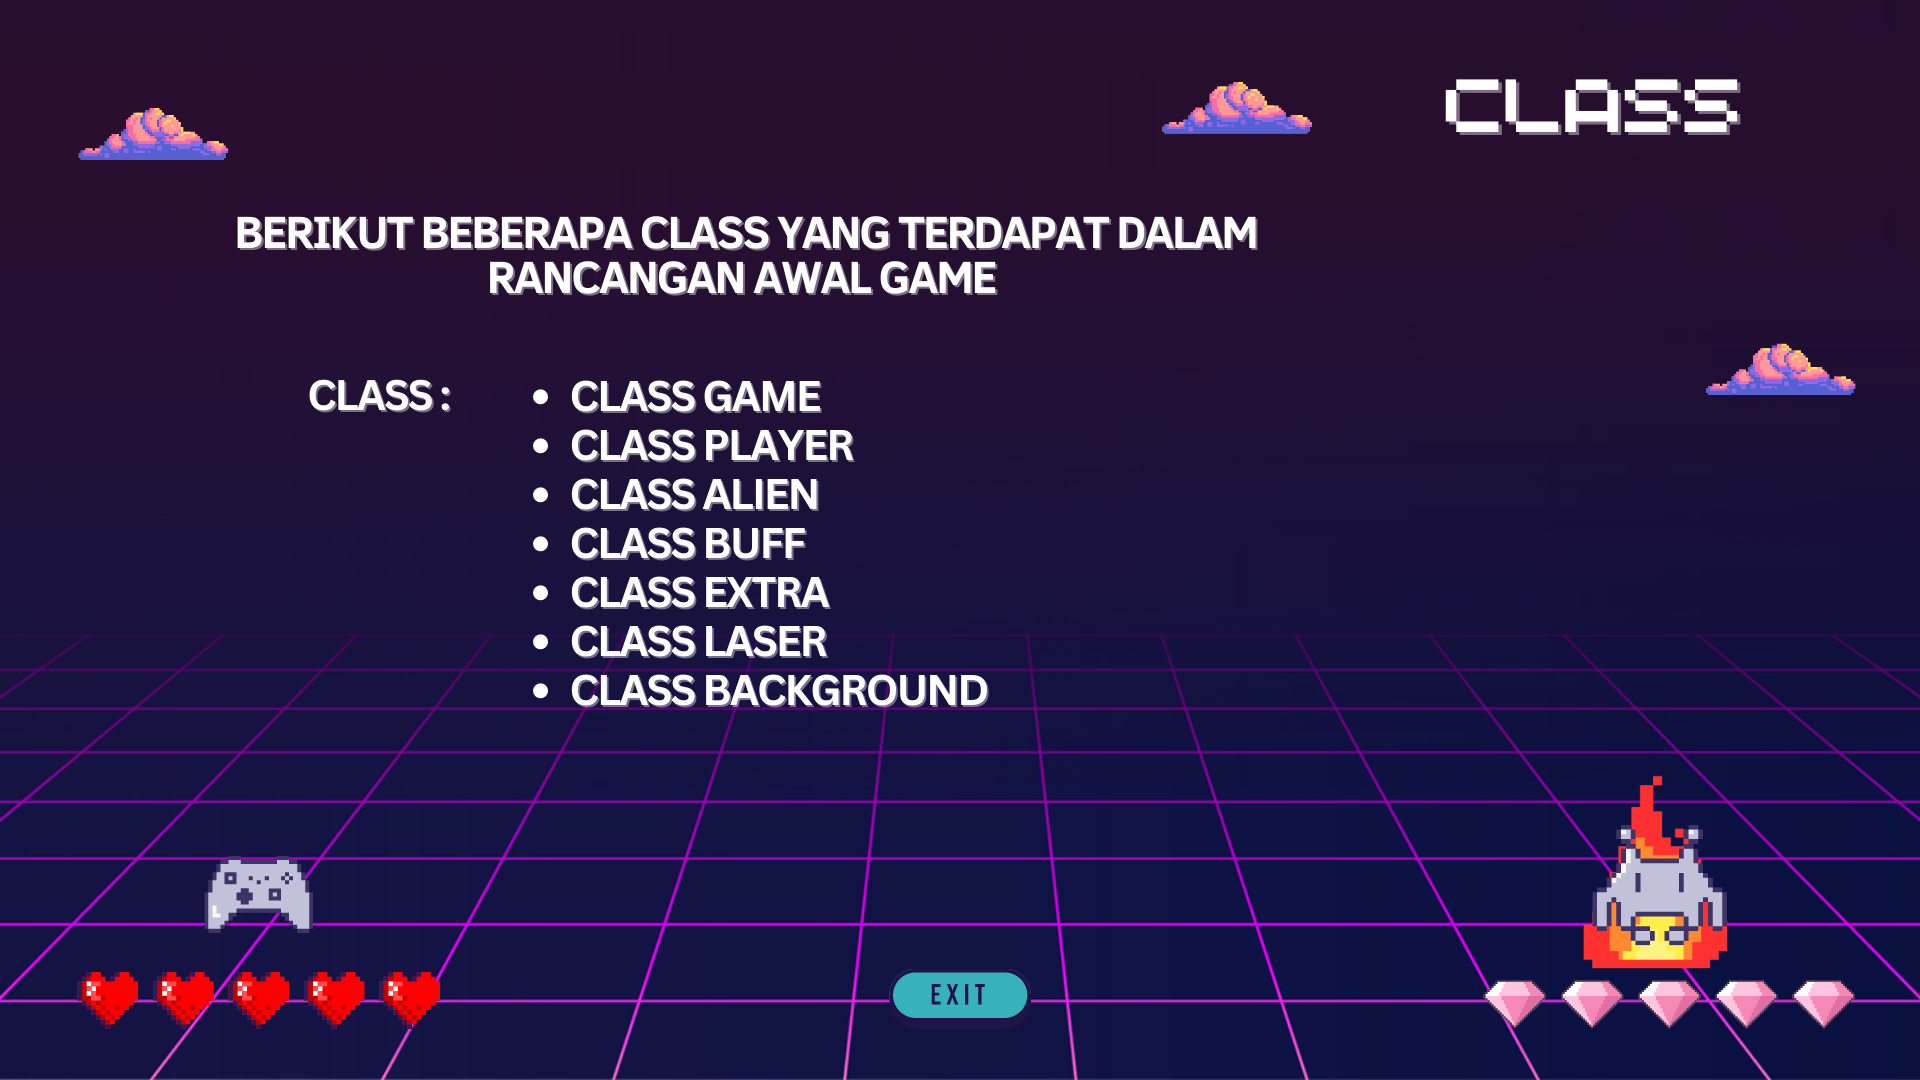 CLASS
BERIKUT BEBERAPA CLASS YANG TERDAPAT DALAM
RANCANGAN AWAL GAME
CLASS :
• CLASS GAME
• CLASS PLAYER
• CLASS ALIEN
• CLASS BUFF
• CLASS EXTRA
• CLASS LASER
• CLASS BACKGROUND
EXIT